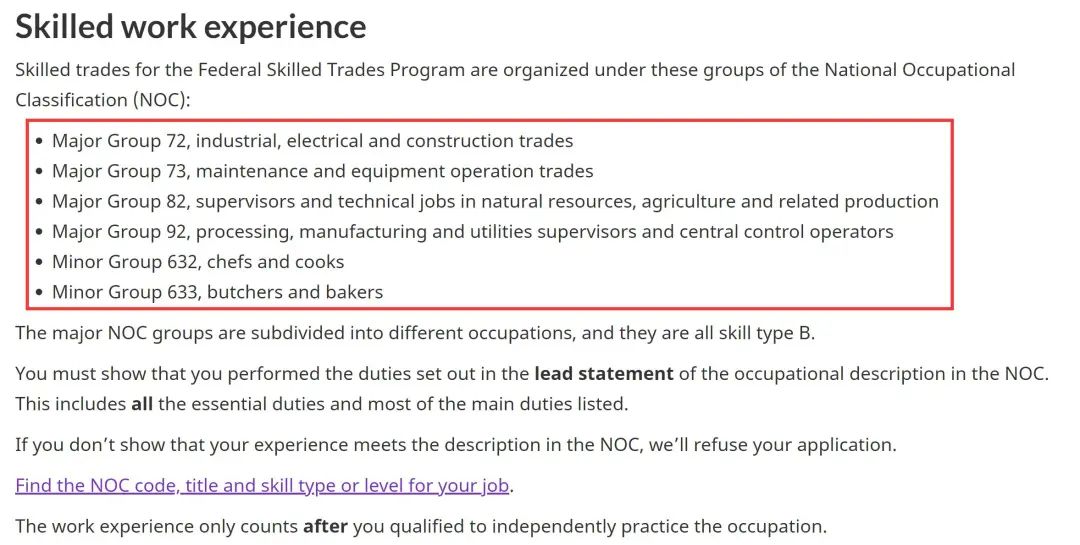 Skilled work experience
Skilled trades for the Federal Skilled Trades Program are organized under these groups of the National Occupational
Classification (NOC):
• Major Group 72, industrial, electrical and construction trades
• Major Group 73, maintenance and equipment operation trades
• Major Group 82, supervisors and technical jobs in natural resources, agriculture and related production
• Major Group 92, processing, manufacturing and utilities supervisors and central control operators
• Minor Group 632, chefs and cooks
• Minor Group 633, butchers and bakers
The major NOC groups are subdivided into different occupations, and they are all skill type B.
You must show that you performed the duties set out in the lead statement of the occupational description in the NOC.
This includes all the essential duties and most of the main duties listed.
If you don’t show that your experience meets the description in the NOC, we’ll refuse your application.
Find the NOC code, title and skill type or level for your job.
The work experience only counts after you qualified to independently practice the occupation.